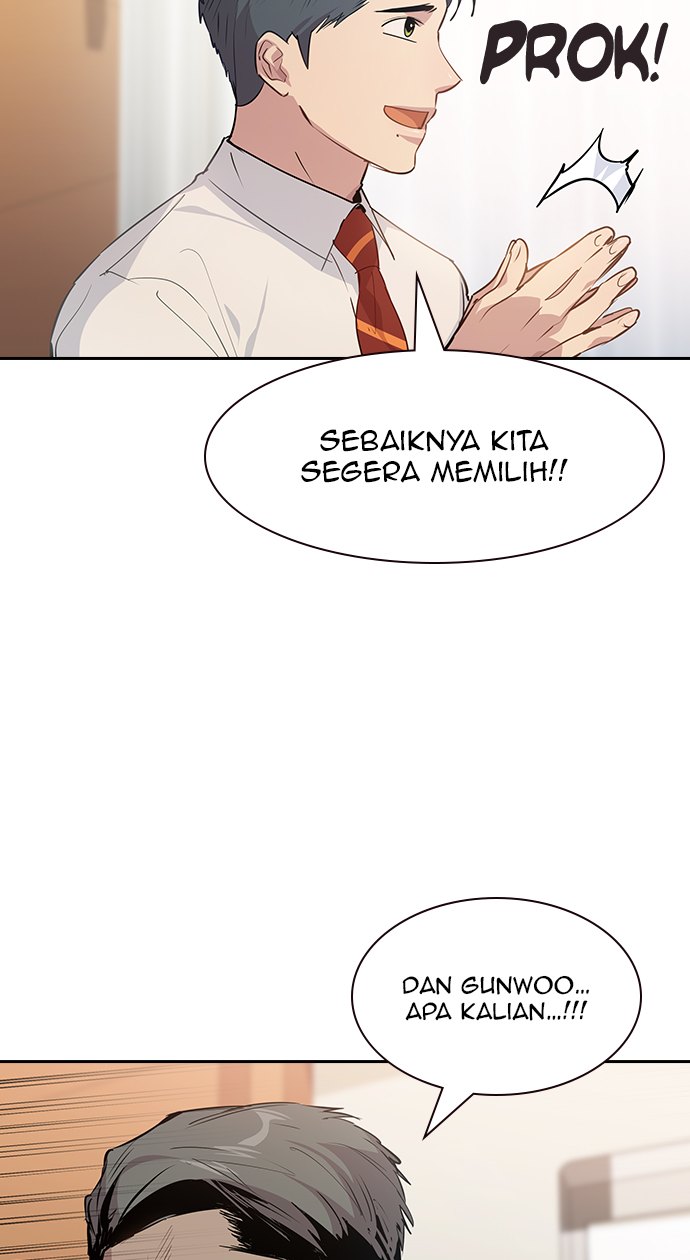 PROK!
SEBAIKNYA KITA
SEGERA MEMILIH!!
DAN GUNWOO...
APA KALIAN...!!!